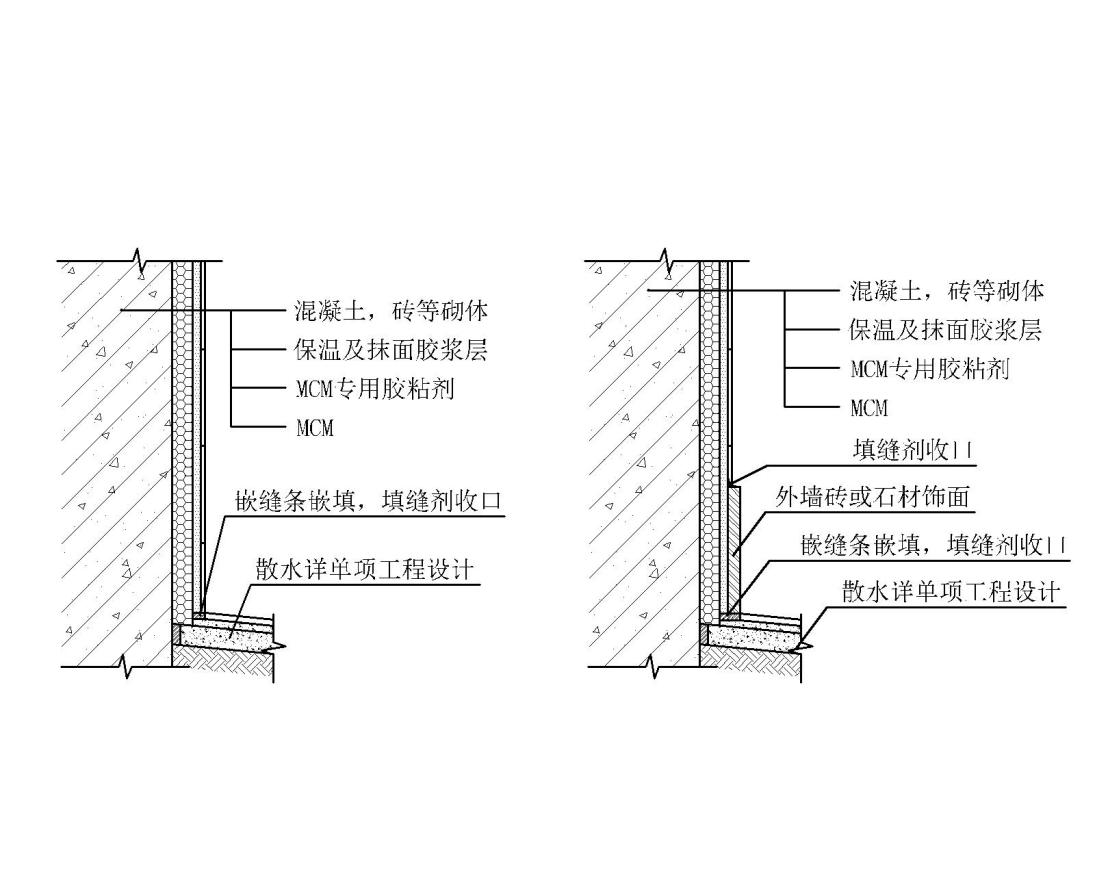 混凝土，砖等砌体
保温及抹面胶浆层
MCM专用胶粘剂
MCM
嵌缝条嵌填，填缝剂收口
散水详单项工程设计
混凝土，砖等砌体
保温及抹面胶浆层
MCM专用胶粘剂
MCM
填缝剂收口
外墙砖或石材饰面
嵌缝条嵌填，填缝剂收口
散水详单项工程设计